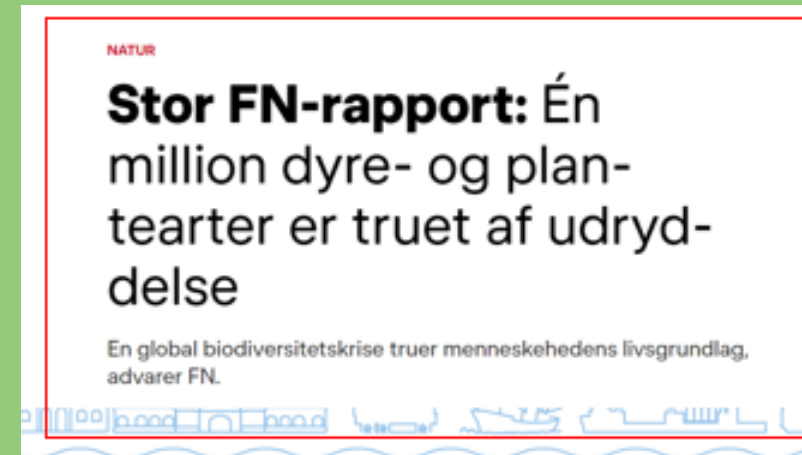 NATUR
Stor FN-rapport: Én
million dyre- og plan-
tearter er truet af udryd-
delse
En global biodiversitetskrise truer menneskehedens livsgrundlag,
advarer FN.